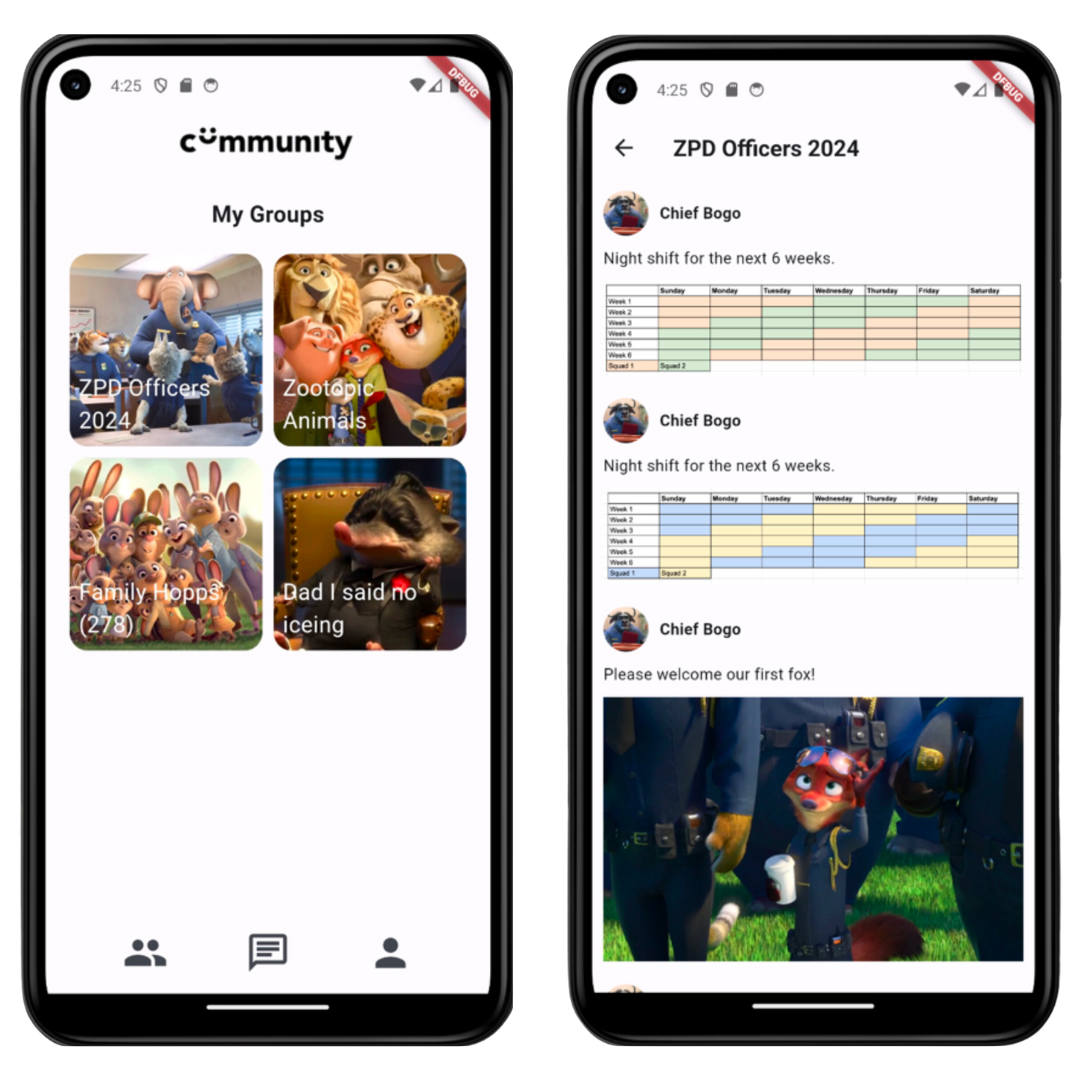 4:25
DEBUG
cümmunity
My Groups
ZPD Officers
2024
Zootopic
Animals
Family Hopps
(278)
Dad I said no
iceing
4:25
DEBUG
ZPD Officers 2024
Chief Bogo
Night shift for the next 6 weeks.
Sunday Monday Tuesday Wednesday Thursday Friday Saturday
Week 1
Week 2
Week 3
Week 4
Week 5
Week 6
Squad 1 Squad 2
Chief Bogo
Night shift for the next 6 weeks.
Sunday Monday Tuesday Wednesday Thursday Friday Saturday
Week 1
Week 2
Week 3
Week 4
Week 5
Week 6
Squad 1 Squad 2
Chief Bogo
Please welcome our first fox!